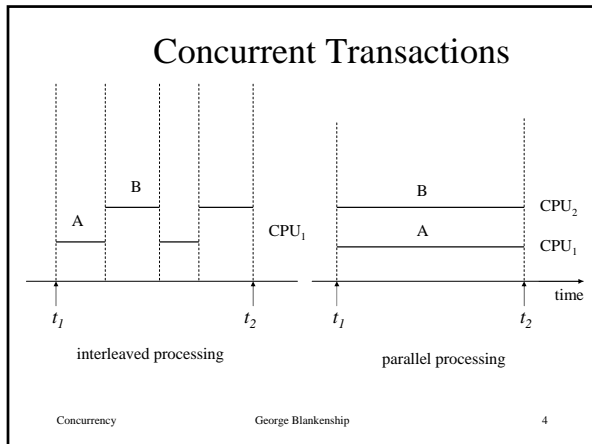 Concurrent Transactions
A
B
CPU₁
t₁
t₂
interleaved processing
B
CPU₂
A
CPU₁
time
t₁
t₂
parallel processing
Concurrency
George Blankenship
4